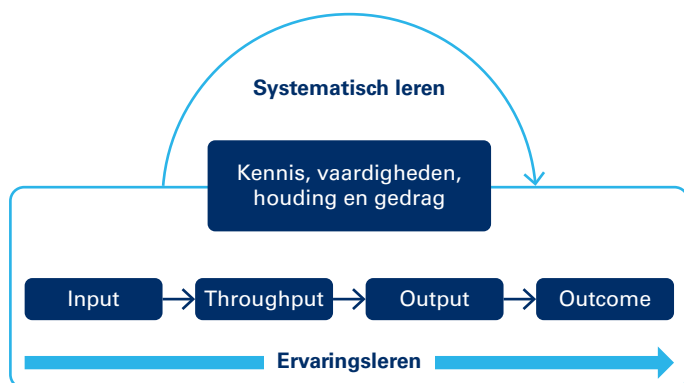 Systematisch leren
Kennis, vaardigheden,
houding en gedrag
Input
Throughput
Output
Outcome
Ervaringsleren